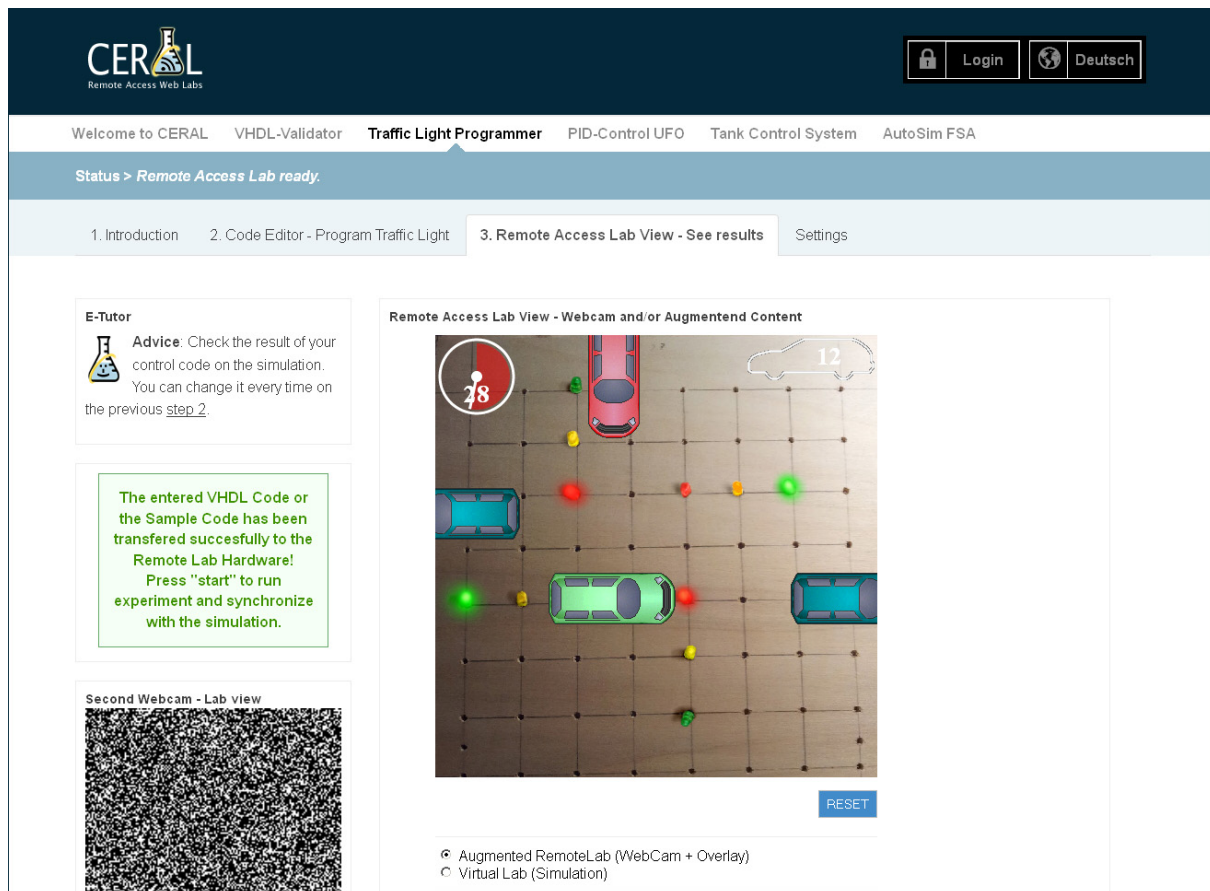 CERAL
Remote Access Web Labs
Login
Deutsch
Welcome to CERAL VHDL-Validator Traffic Light Programmer PID-Control UFO Tank Control System AutoSim FSA
Status > Remote Access Lab ready.
1. Introduction 2. Code Editor - Program Traffic Light 3. Remote Access Lab View - See results Settings
E-Tutor
Advice: Check the result of your
control code on the simulation.
You can change it every time on
the previous step 2.
The entered VHDL Code or
the Sample Code has been
transfered succesfully to the
Remote Lab Hardware!
Press "start" to run
experiment and synchronize
with the simulation.
Second Webcam - Lab view
Remote Access Lab View - Webcam and/or Augmentend Content
28
12
RESET
Augmented RemoteLab (WebCam + Overlay)
Virtual Lab (Simulation)